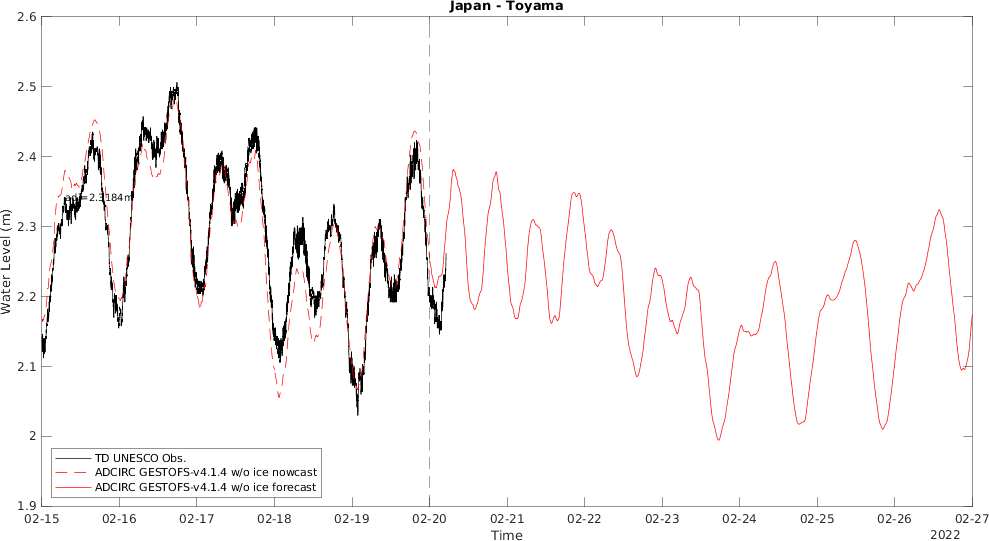 Japan - Toyama
2.6
2.5
2.4
2.3
2.2
2.1
2
1.9
Water Level (m)
=2.3184m
TD UNESCO Obs.
ADCIRC GESTOFS-v4.1.4 w/o ice nowcast
ADCIRC GESTOFS-v4.1.4 w/o ice forecast
02-15 02-16 02-17 02-18 02-19 02-20 02-21 02-22 02-23 02-24 02-25 02-26 02-27
Time
2022